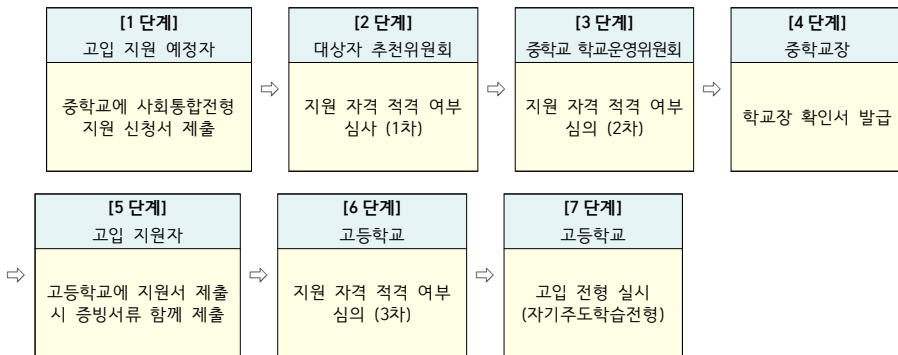 [1 단계]
고입 지원 예정자
중학교에 사회통합전형
지원 신청서 제출
⇨
[2 단계]
대상자 추천위원회
지원 자격 적격 여부
심사 (1차)
⇨
[3 단계]
중학교 학교운영위원회
지원 자격 적격 여부
심의 (2차)
⇨
[4 단계]
중학교장
학교장 확인서 발급
⇨
[5 단계]
고입 지원자
고등학교에 지원서 제출
시 증빙서류 함께 제출
⇨
[6 단계]
고등학교
지원 자격 적격 여부
심의 (3차)
⇨
[7 단계]
고등학교
고입 전형 실시
(자기주도학습전형)